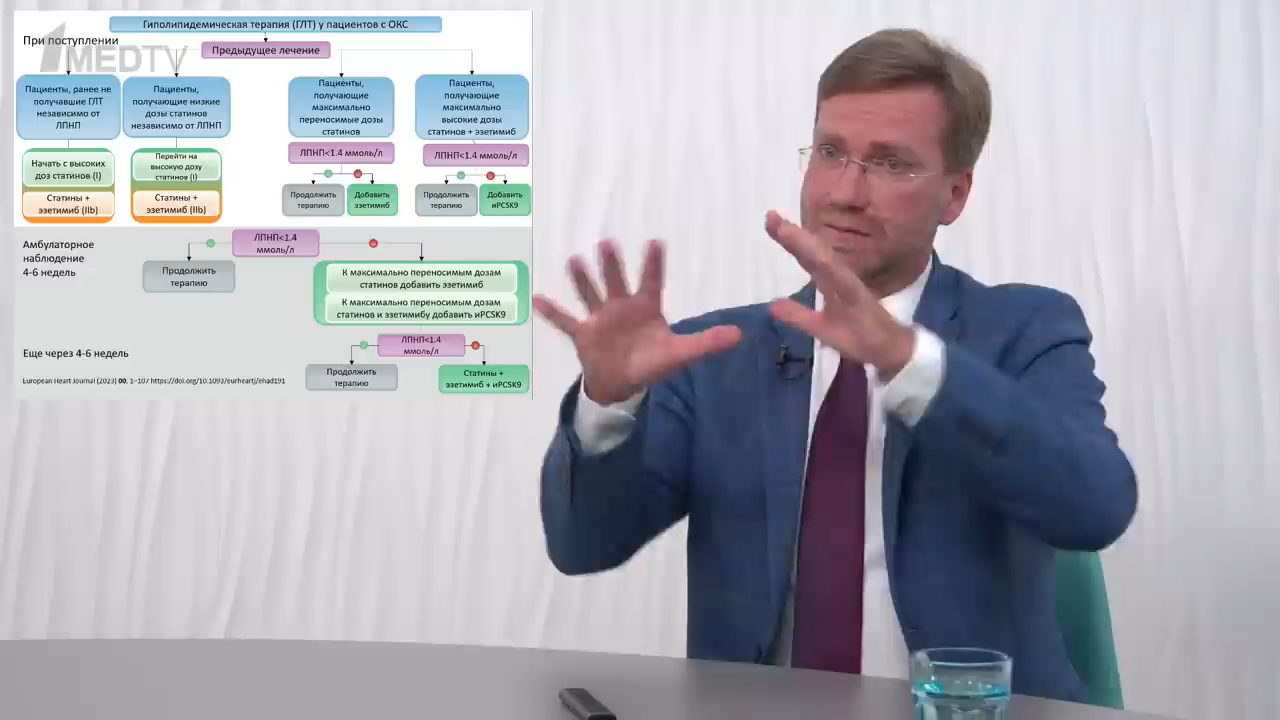 Гиполипидемическая терапия (ГЛТ) у пациентов с ОКС
При поступлении
1MEDTV
Предыдущее лечение
Пациенты, ранее не
получавшие ГЛТ
независимо от
ЛПНП
Пациенты,
получающие низкие
дозы статинов
независимо от ЛПНП
Пациенты,
получающие
максимально
переносимые дозы
статинов
Пациенты,
получающие
максимально
высокие дозы
статинов + эзетимиб
Начать с высоких
доз статинов (I)
Статины +
эзетимиб (IIb)
Перейти на
высокую дозу
статинов (I)
Статины +
эзетимиб (IIb)
ЛПНП<1.4 ммоль/л
Продолжить
терапию
Добавить
эзетимиб
ЛПНП<1.4 ммоль/л
Продолжить
терапию
Добавить
иPCSK9
Амбулаторное
наблюдение
4-6 недель
ЛПНП<1.4
ммоль/л
Продолжить
терапию
К максимально переносимым дозам
статинов добавить эзетимиб
К максимально переносимым дозам
статинов и эзетимибу добавить иPCSK9
Еще через 4-6 недель
ЛПНП<1.4
ммоль/л
Продолжить
терапию
Статины +
эзетимиб + иPCSK9
European Heart Journal (2023) 00, 1–107 https://doi.org/10.1093/eurheartj/ehad191